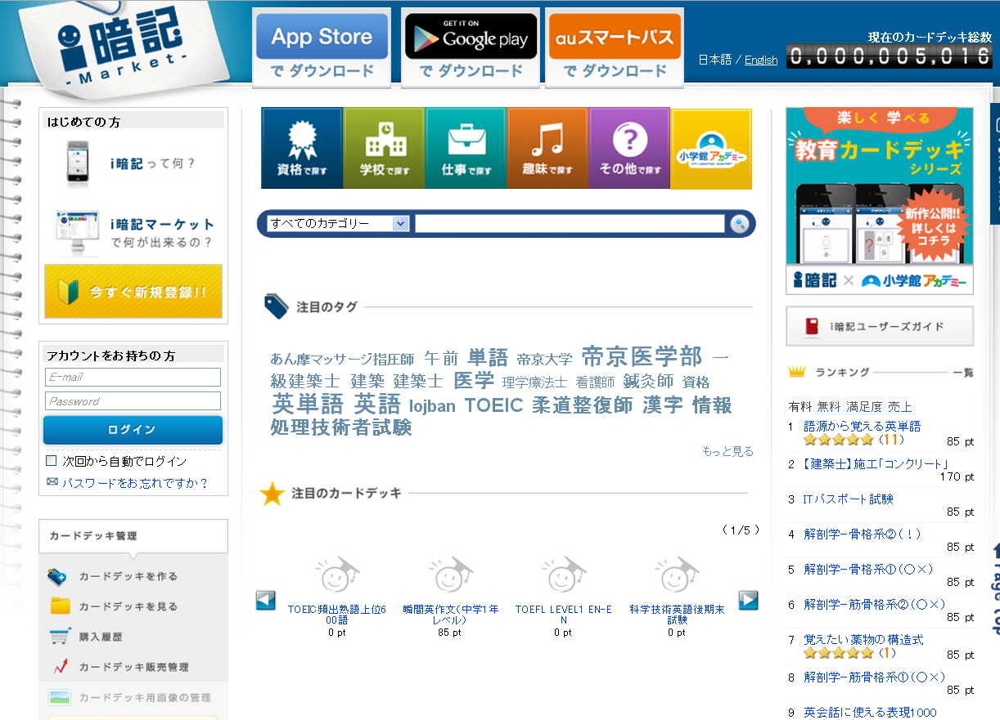 i暗記
-Market-
App Store
で ダウンロード
GET IT ON
Google play
で ダウンロード
auスマートパス
で ダウンロード
日本語 / English
現在のカードデッキ総数
0,000,005,016
はじめての方
i暗記って何？
i暗記マーケット
で何が出来るの？
今すぐ新規登録!!
アカウントをお持ちの方
E-mail
Password
ログイン
次回から自動でログイン
パスワードをお忘れですか？
カードデッキ管理
カードデッキを作る
カードデッキを見る
購入履歴
カードデッキ販売管理
カードデッキ用画像の管理
資格で探す
学校で探す
仕事で探す
趣味で探す
その他で探す
小学館アカデミー
すべてのカテゴリー
注目のタグ
あん摩マッサージ指圧師 午前 単語 帝京大学 帝京医学部 一
級建築士 建築 建築士 医学 理学療法士 看護師 鍼灸師 資格
英単語 英語 lojban TOEIC 柔道整復師 漢字 情報
処理技術者試験
もっと見る
注目のカードデッキ
（1/5）
TOEIC頻出熟語上位6
00語
0 pt
瞬間英作文（中学1年
レベル）
85 pt
TOEFL LEVEL1 EN-E
N
0 pt
科学技術英語後期末
試験
0 pt
楽しく 学べる
教育カードデッキ
シリーズ
新作公開!!
詳しくは
コチラ
i暗記 × 小学館アカデミー
i暗記ユーザーズガイド
ランキング
一覧
有料 無料 満足度 売上
1 語源から覚える英単語
（11） 85 pt
2 【建築士】施工「コンクリート」
170 pt
3 ITパスポート試験
85 pt
4 解剖学−骨格系②（！）
85 pt
5 解剖学−骨格系①（○×）
85 pt
6 解剖学−筋骨格系②（○×）
85 pt
7 覚えたい薬物の構造式
（1） 85 pt
8 解剖学−筋骨格系①（○×）
85 pt
9 英会話に使える表現1000
Page Top